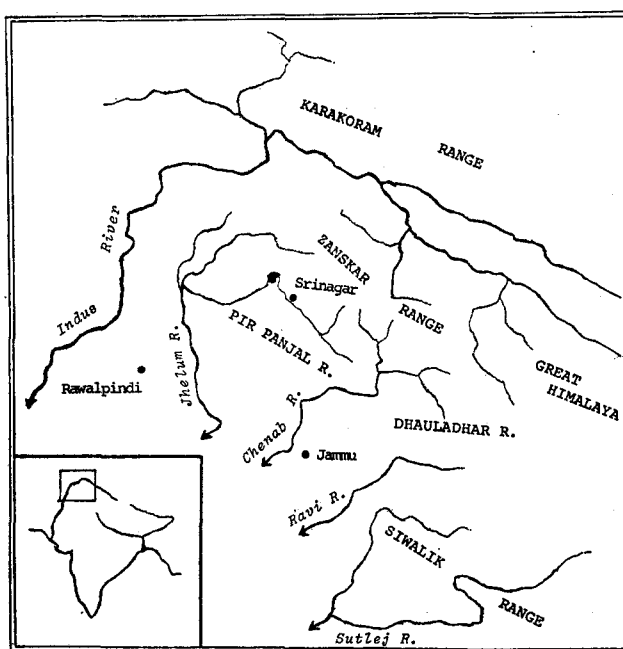 KARAKORAM RANGE
Indus River
ZANSKAR RANGE
Srinagar
PIR PANJAL R.
GREAT HIMALAYA
Rawalpindi
Jhelum R.
Chenab R.
DHAULADHAR R.
Jammu
Ravi R.
SIWALIK RANGE
Sutlej R.